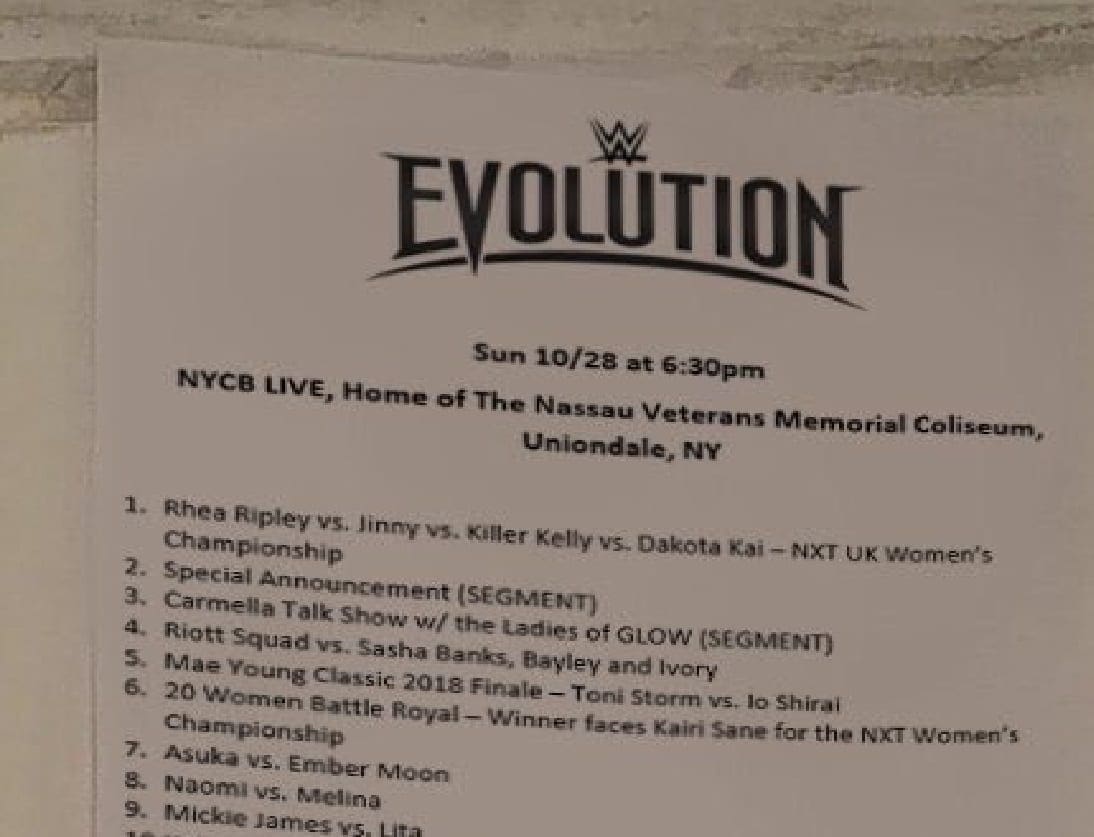 W
EVOLUTION
Sun 10/28 at 6:30pm
NYCB LIVE, Home of The Nassau Veterans Memorial Coliseum,
Uniondale, NY
1. Rhea Ripley vs. Jinny vs. Killer Kelly vs. Dakota Kai – NXT UK Women's
Championship
2. Special Announcement (SEGMENT)
3. Carmella Talk Show w/ the Ladies of GLOW (SEGMENT)
4. Riott Squad vs. Sasha Banks, Bayley and Ivory
5. Mae Young Classic 2018 Finale – Toni Storm vs. Io Shirai
6. 20 Women Battle Royal – Winner faces Kairi Sane for the NXT Women's
Championship
7. Asuka vs. Ember Moon
8. Naomi vs. Melina
9. Mickie James vs. Lita